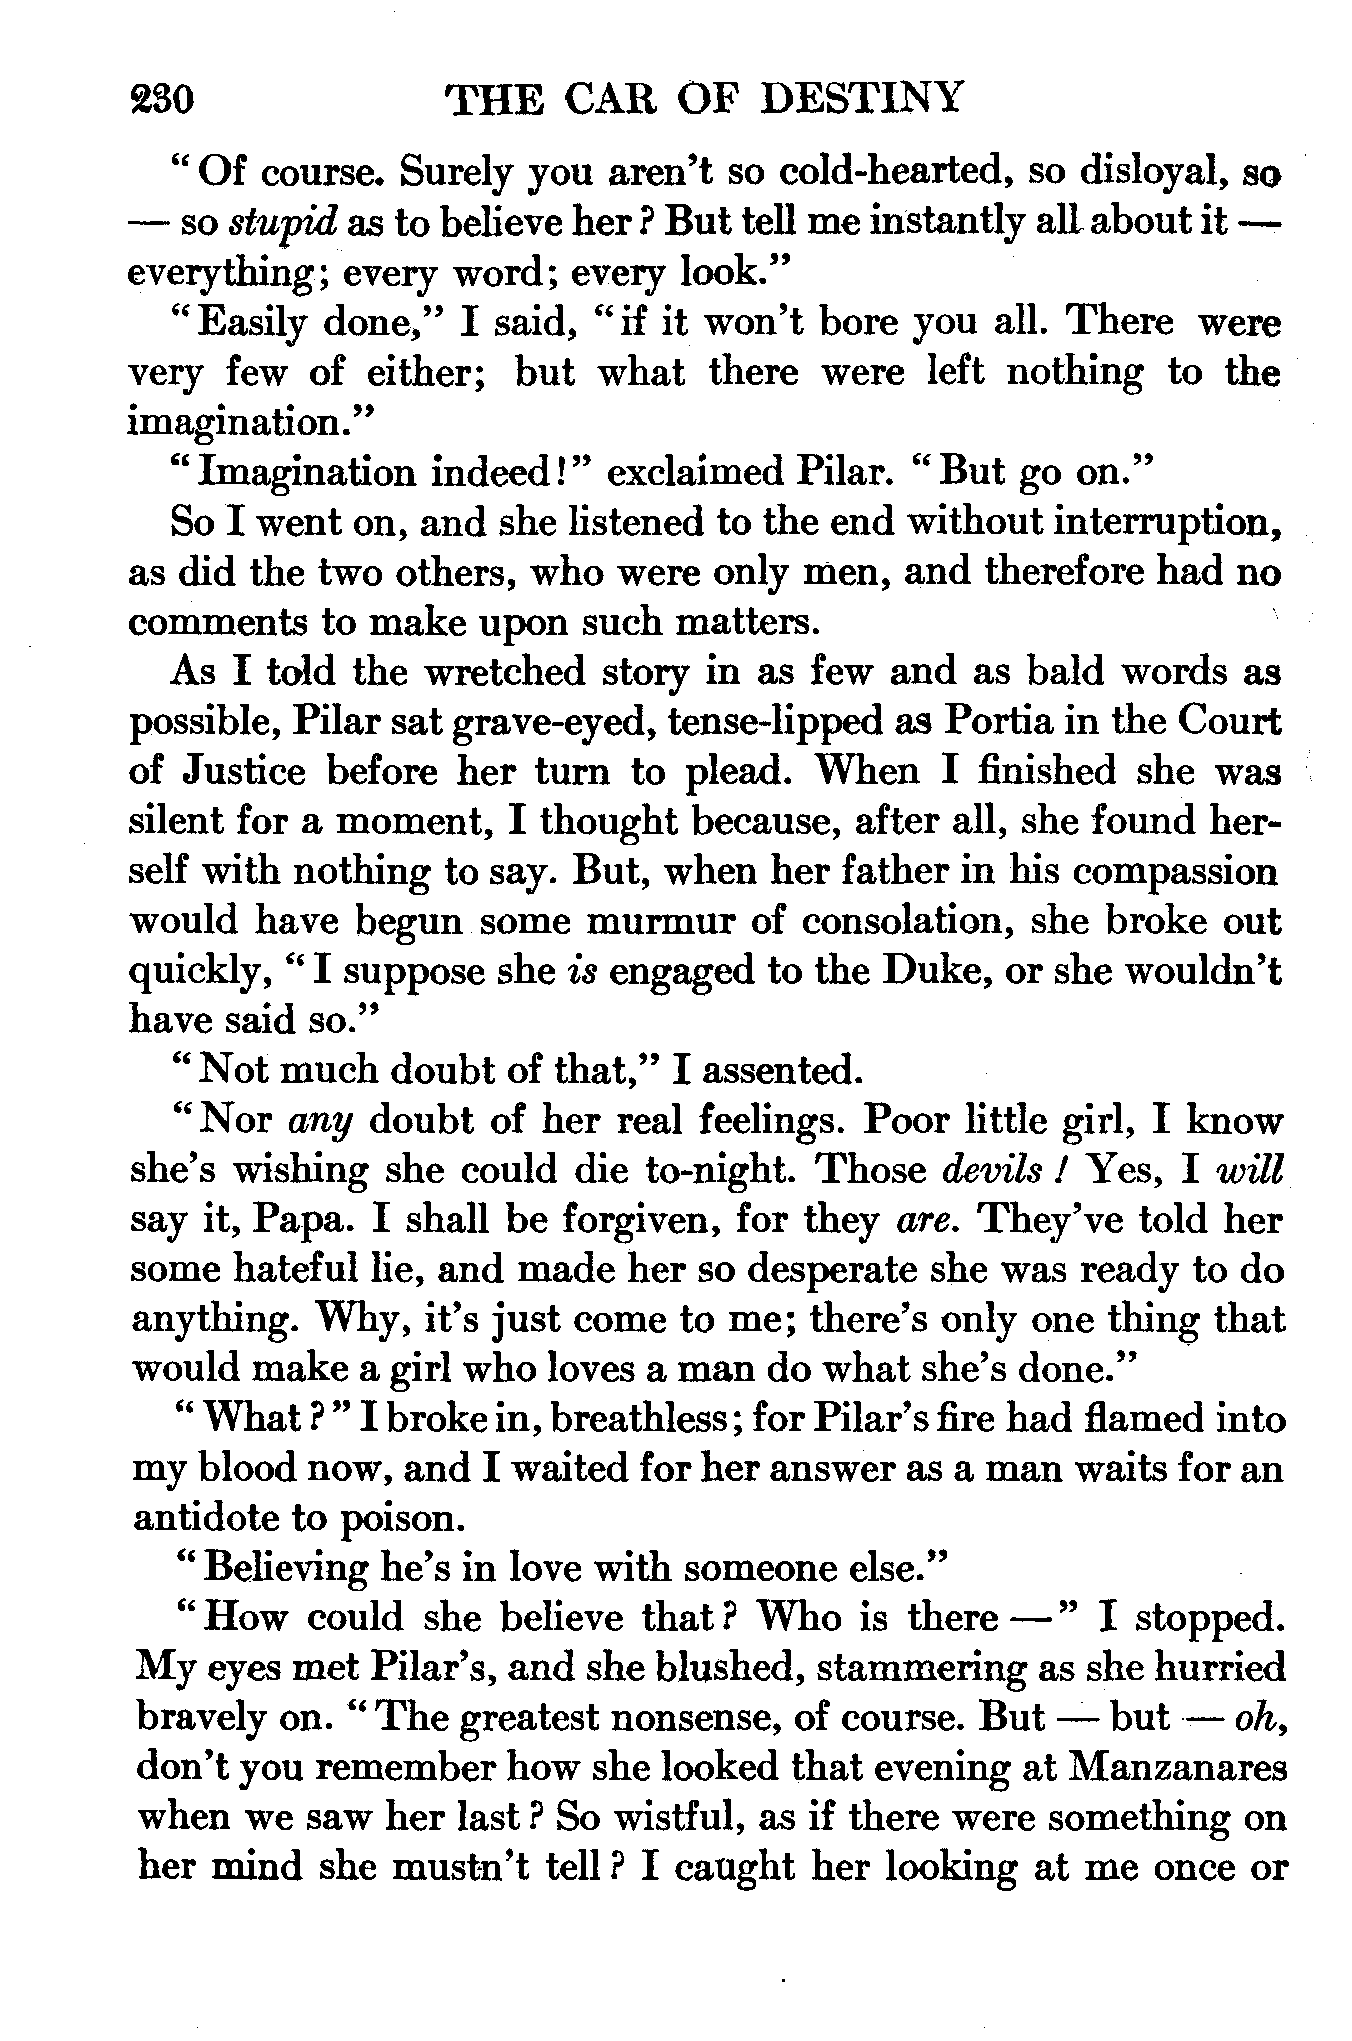 230 THE CAR OF DESTINY
“Of course. Surely you aren’t so cold-hearted, so disloyal, so
— so stupid as to believe her? But tell me instantly all about it —
everything; every word; every look.”
“Easily done,” I said, “if it won’t bore you all. There were
very few of either; but what there were left nothing to the
imagination.”
“Imagination indeed!” exclaimed Pilar. “But go on.”
So I went on, and she listened to the end without interruption,
as did the two others, who were only men, and therefore had no
comments to make upon such matters.
As I told the wretched story in as few and as bald words as
possible, Pilar sat grave-eyed, tense-lipped as Portia in the Court
of Justice before her turn to plead. When I finished she was
silent for a moment, I thought because, after all, she found her-
self with nothing to say. But, when her father in his compassion
would have begun some murmur of consolation, she broke out
quickly, “I suppose she is engaged to the Duke, or she wouldn’t
have said so.”
“Not much doubt of that,” I assented.
“Nor any doubt of her real feelings. Poor little girl, I know
she’s wishing she could die to-night. Those devils! Yes, I will
say it, Papa. I shall be forgiven, for they are. They’ve told her
some hateful lie, and made her so desperate she was ready to do
anything. Why, it’s just come to me; there’s only one thing that
would make a girl who loves a man do what she’s done.”
“What?” I broke in, breathless; for Pilar’s fire had flamed into
my blood now, and I waited for her answer as a man waits for an
antidote to poison.
“Believing he’s in love with someone else.”
“How could she believe that? Who is there —” I stopped.
My eyes met Pilar’s, and she blushed, stammering as she hurried
bravely on. “The greatest nonsense, of course. But — but — oh,
don’t you remember how she looked that evening at Manzanares
when we saw her last? So wistful, as if there were something on
her mind she mustn’t tell? I caught her looking at me once or